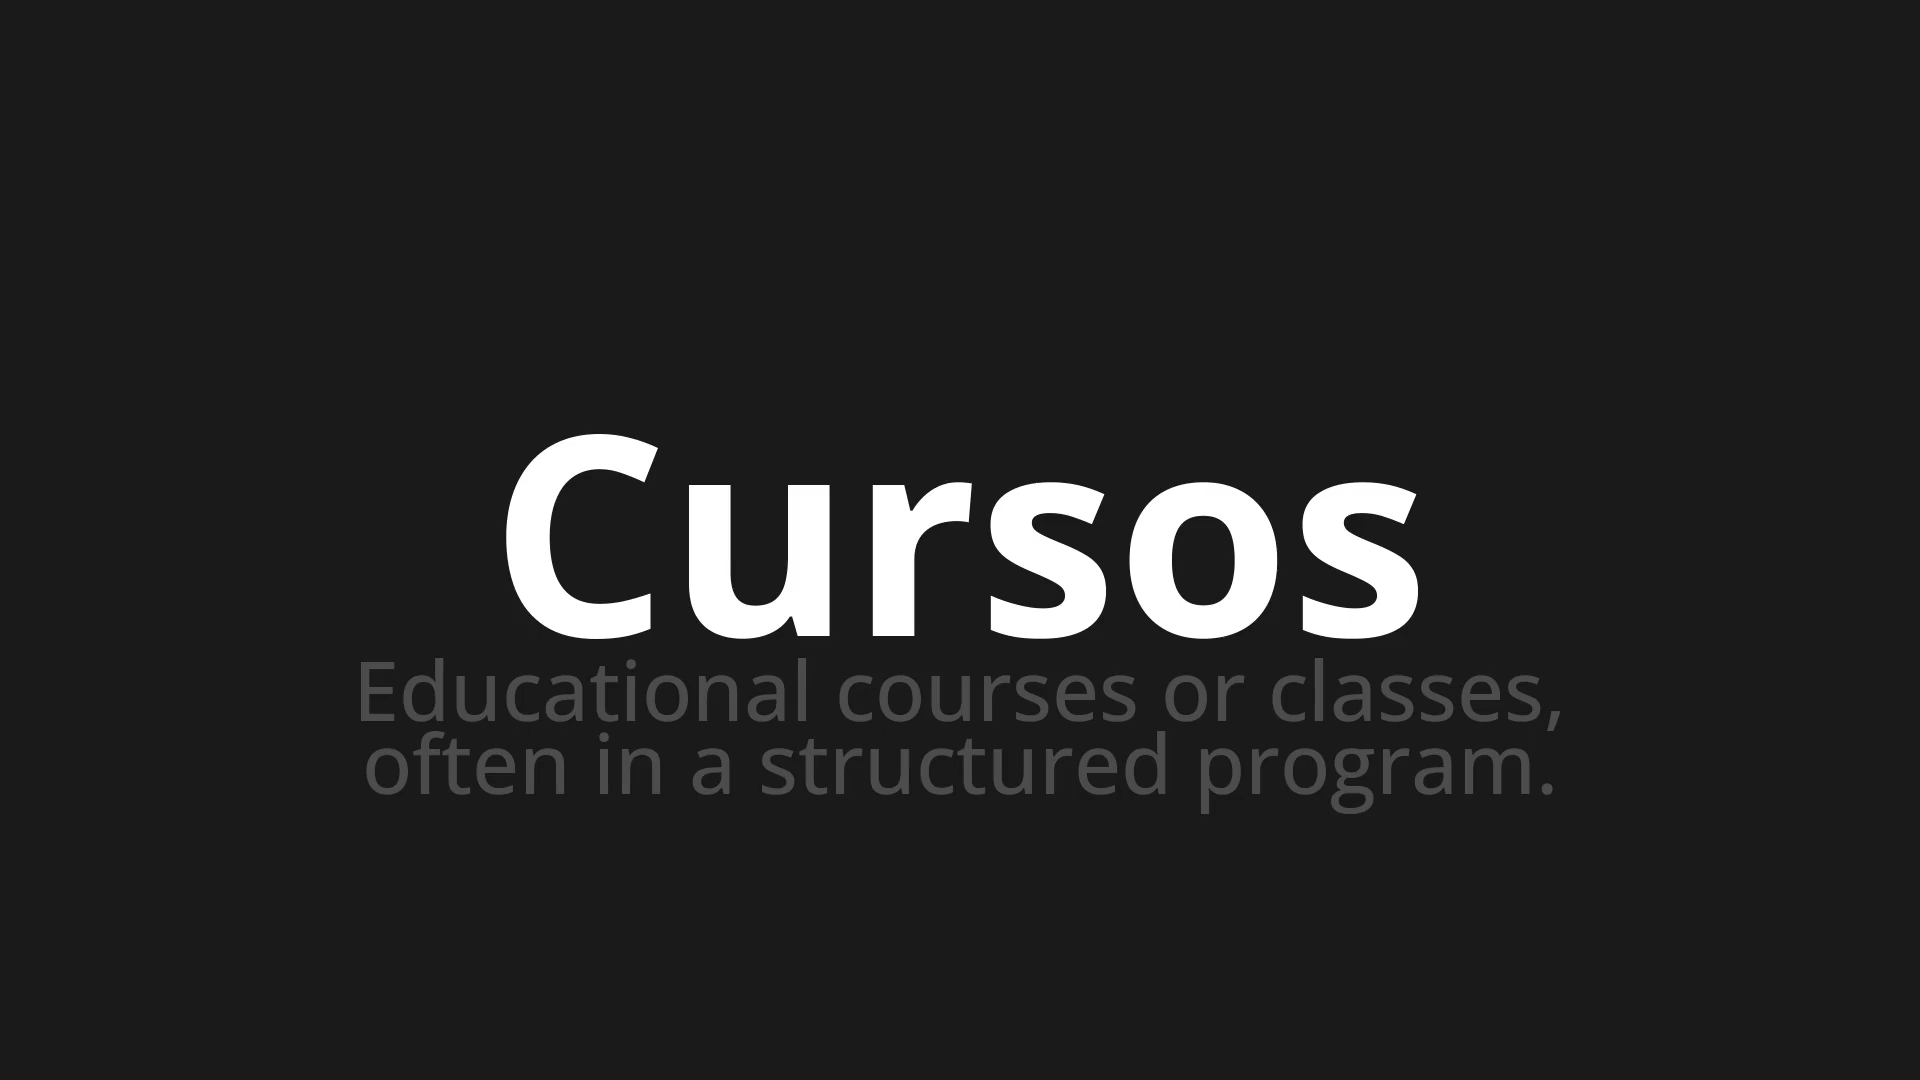 Cursos
Educational courses or classes,
often in a structured program.